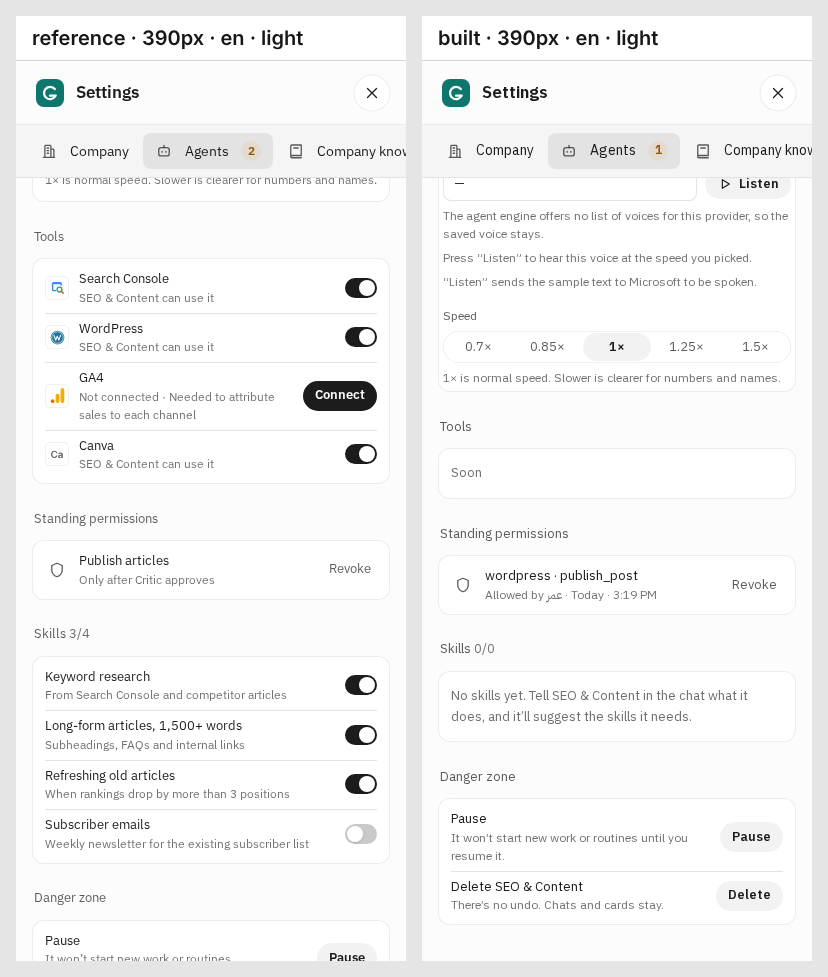 reference · 390px · en · light
Settings
Company
Agents
2
Company know
1× is normal speed. Slower is clearer for numbers and names.
Tools
Search Console
SEO & Content can use it
WordPress
SEO & Content can use it
GA4
Not connected · Needed to attribute
sales to each channel
Connect
Ca
Canva
SEO & Content can use it
Standing permissions
Publish articles
Only after Critic approves
Revoke
Skills 3/4
Keyword research
From Search Console and competitor articles
Long-form articles, 1,500+ words
Subheadings, FAQs and internal links
Refreshing old articles
When rankings drop by more than 3 positions
Subscriber emails
Weekly newsletter for the existing subscriber list
Danger zone
Pause
It won't start new work or routines
Pause
built · 390px · en · light
Settings
Company
Agents
1
Company know
—
Listen
The agent engine offers no list of voices for this provider, so the
saved voice stays.
Press “Listen” to hear this voice at the speed you picked.
“Listen” sends the sample text to Microsoft to be spoken.
Speed
0.7×
0.85×
1×
1.25×
1.5×
1× is normal speed. Slower is clearer for numbers and names.
Tools
Soon
Standing permissions
wordpress · publish_post
Allowed by عمر · Today · 3:19 PM
Revoke
Skills 0/0
No skills yet. Tell SEO & Content in the chat what it
does, and it’ll suggest the skills it needs.
Danger zone
Pause
It won’t start new work or routines until you
resume it.
Pause
Delete SEO & Content
There’s no undo. Chats and cards stay.
Delete